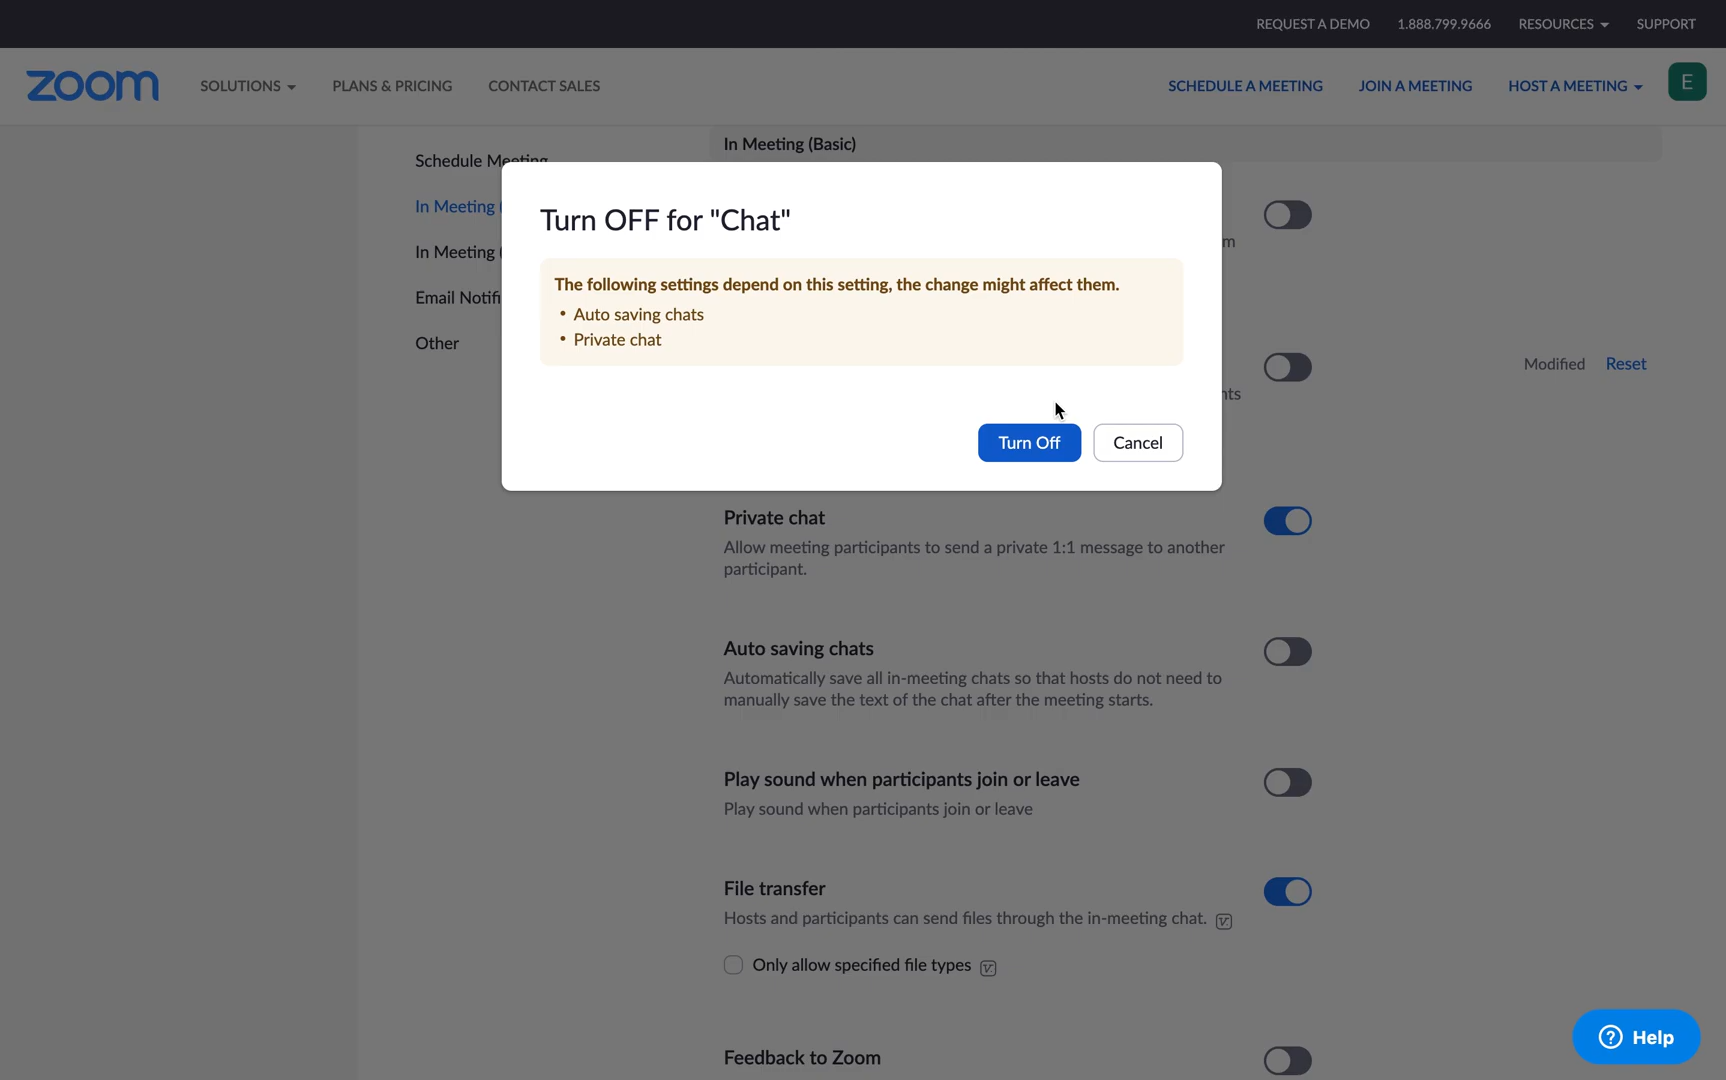 REQUEST A DEMO 1.888.799.9666 RESOURCES SUPPORT
zoom SOLUTIONS PLANS & PRICING CONTACT SALES SCHEDULE A MEETING JOIN A MEETING HOST A MEETING E
In Meeting (Basic)
Schedule Meeting
In Meeting (
In Meeting (
Email Notifi
Other
Turn OFF for "Chat"
The following settings depend on this setting, the change might affect them.
• Auto saving chats
• Private chat
Turn Off Cancel
m
Modified Reset
nts
Private chat
Allow meeting participants to send a private 1:1 message to another
participant.
Auto saving chats
Automatically save all in-meeting chats so that hosts do not need to
manually save the text of the chat after the meeting starts.
Play sound when participants join or leave
Play sound when participants join or leave
File transfer
Hosts and participants can send files through the in-meeting chat.
Only allow specified file types
Feedback to Zoom
? Help